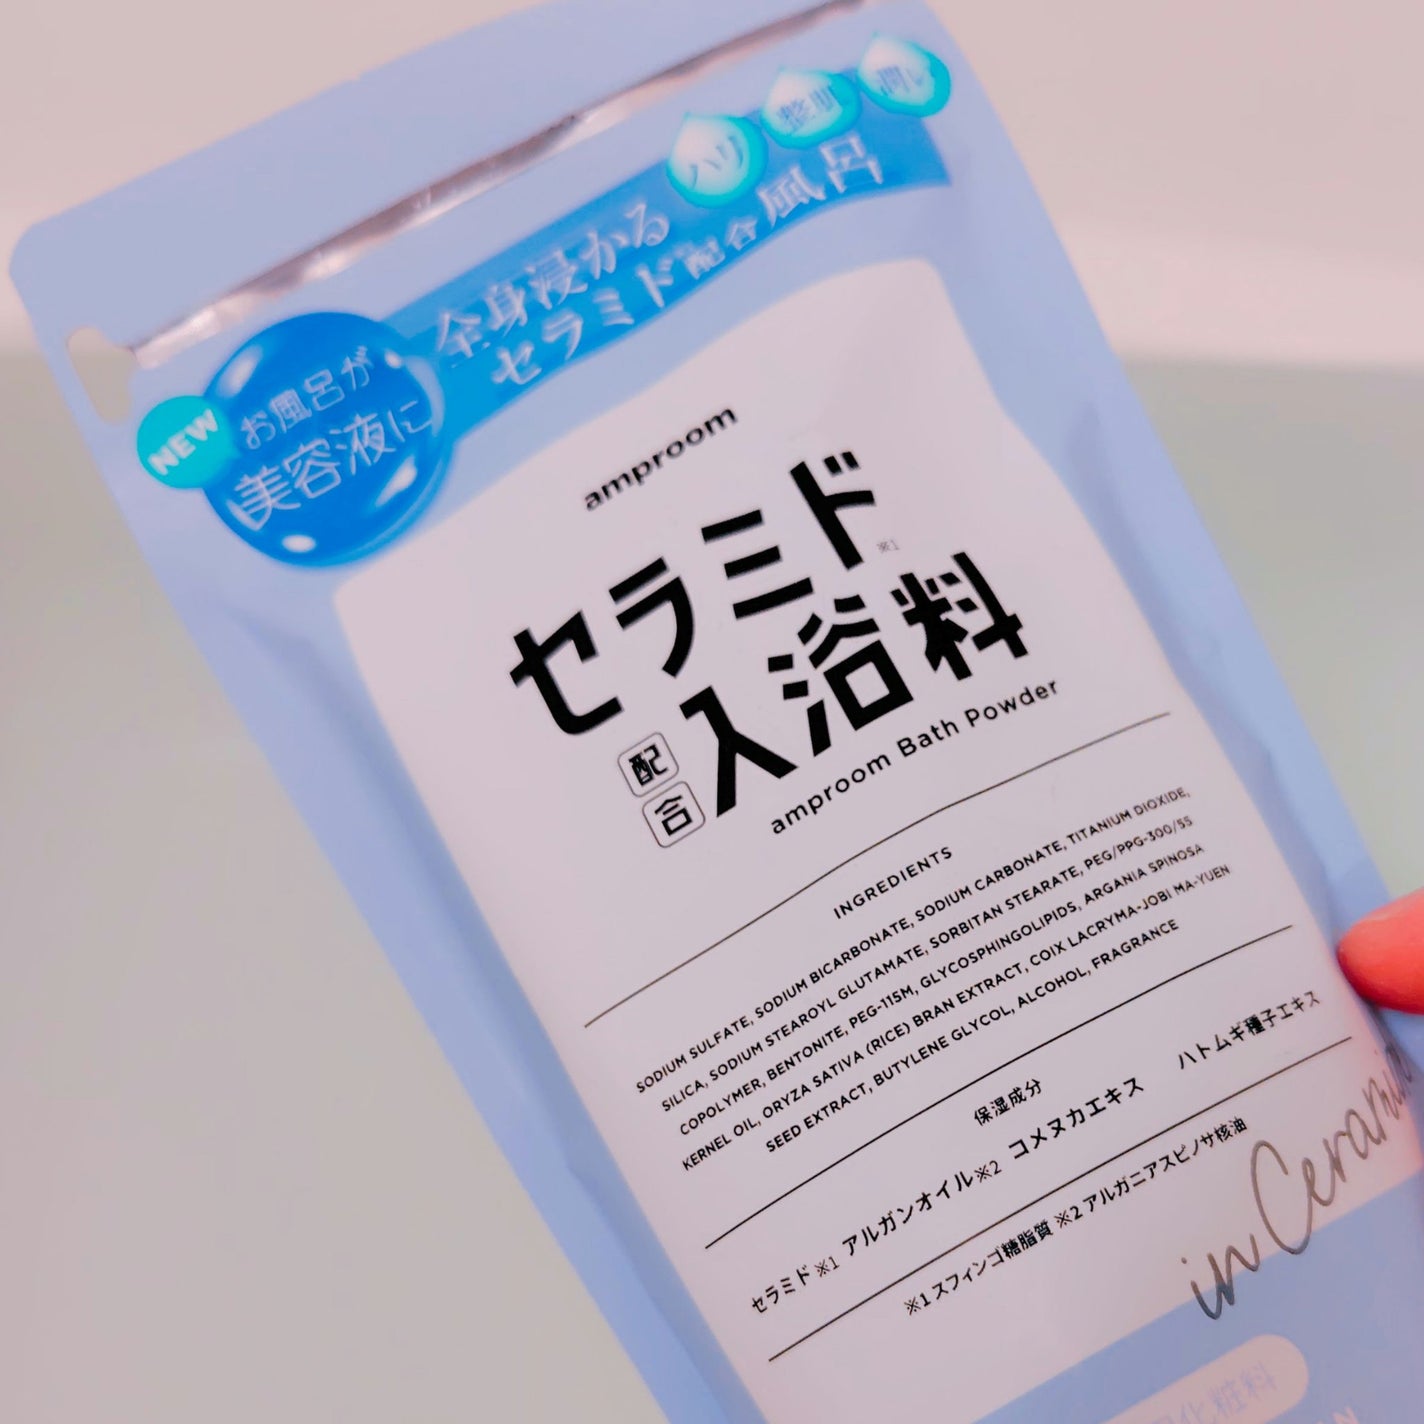 ハリ 整肌 潤い
全身浸かる
セラミド配合風呂
NEW
お風呂が
美容液に
amproom
セラミド※1
配合
入浴料
amproom Bath Powder
INGREDIENTS
SODIUM SULFATE, SODIUM BICARBONATE, SODIUM CARBONATE, TITANIUM DIOXIDE,
SILICA, SODIUM STEAROYL GLUTAMATE, SORBITAN STEARATE, PEG/PPG-300/55
COPOLYMER, BENTONITE, PEG-115M, GLYCOSPHINGOLIPIDS, ARGANIA SPINOSA
KERNEL OIL, ORYZA SATIVA (RICE) BRAN EXTRACT, COIX LACRYMA-JOBI MA-YUEN
SEED EXTRACT, BUTYLENE GLYCOL, ALCOHOL, FRAGRANCE
保湿成分
セラミド※1 アルガンオイル※2 コメヌカエキス ハトムギ種子エキス
※1 スフィンゴ糖脂質 ※2 アルガニアスピノサ核油
in Ceramide
化粧料